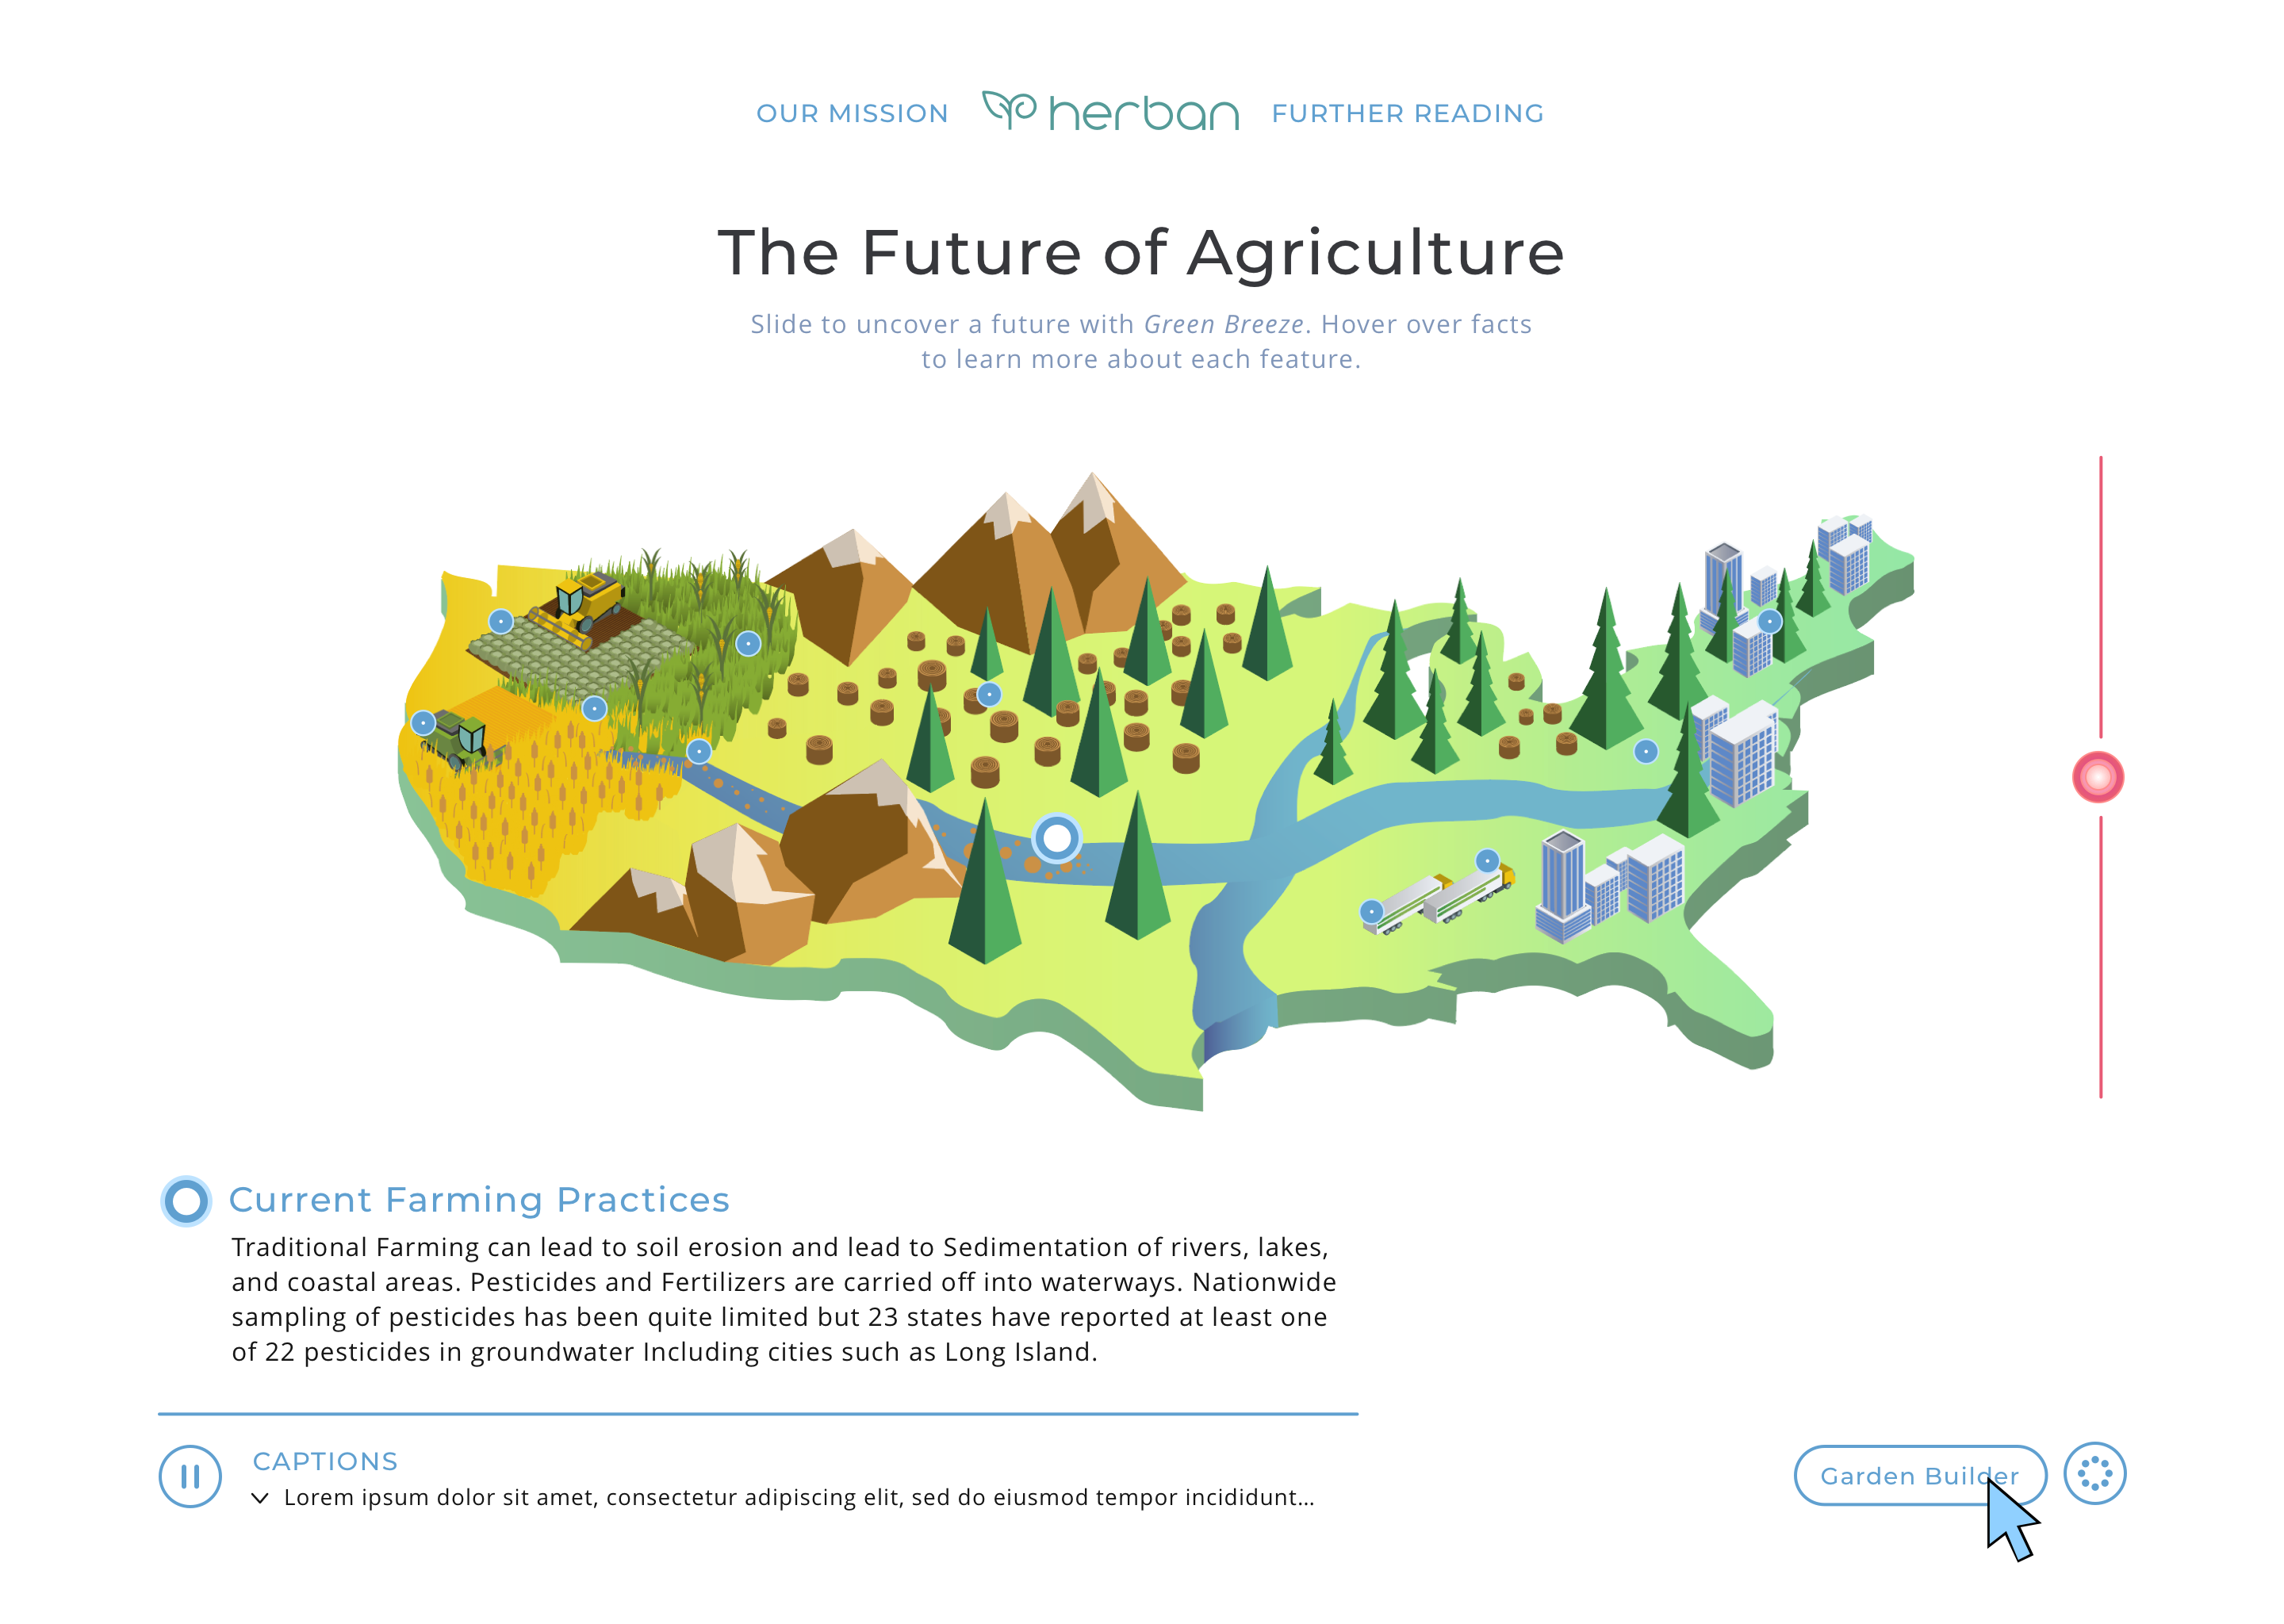 OUR MISSION herban FURTHER READING
The Future of Agriculture
Slide to uncover a future with Green Breeze. Hover over facts
to learn more about each feature.
Current Farming Practices
Traditional Farming can lead to soil erosion and lead to Sedimentation of rivers, lakes,
and coastal areas. Pesticides and Fertilizers are carried off into waterways. Nationwide
sampling of pesticides has been quite limited but 23 states have reported at least one
of 22 pesticides in groundwater Including cities such as Long Island.
CAPTIONS
Lorem ipsum dolor sit amet, consectetur adipiscing elit, sed do eiusmod tempor incididunt...
Garden Builder